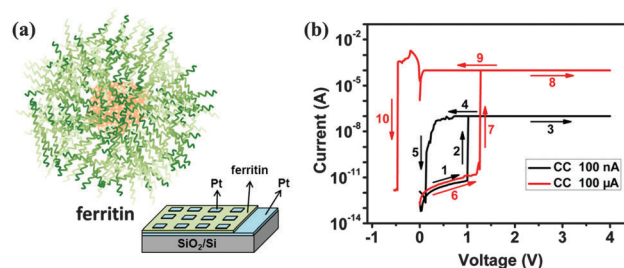 (a)
ferritin
ferritin
Pt
Pt
SiO₂/Si
(b)
Current (A)
10⁻²
10⁻⁵
10⁻⁸
10⁻¹¹
10⁻¹⁴
9
8
10
4
3
5
2
7
1
6
CC 100 nA
CC 100 µA
-1 0 1 2 3 4
Voltage (V)